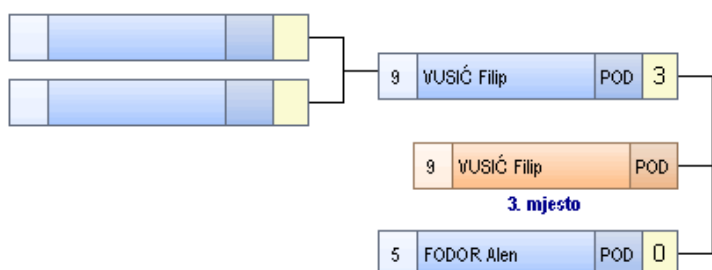 9 VUSIĆ Filip POD 3
9 VUSIĆ Filip POD
3. mjesto
5 FODOR Alen POD 0